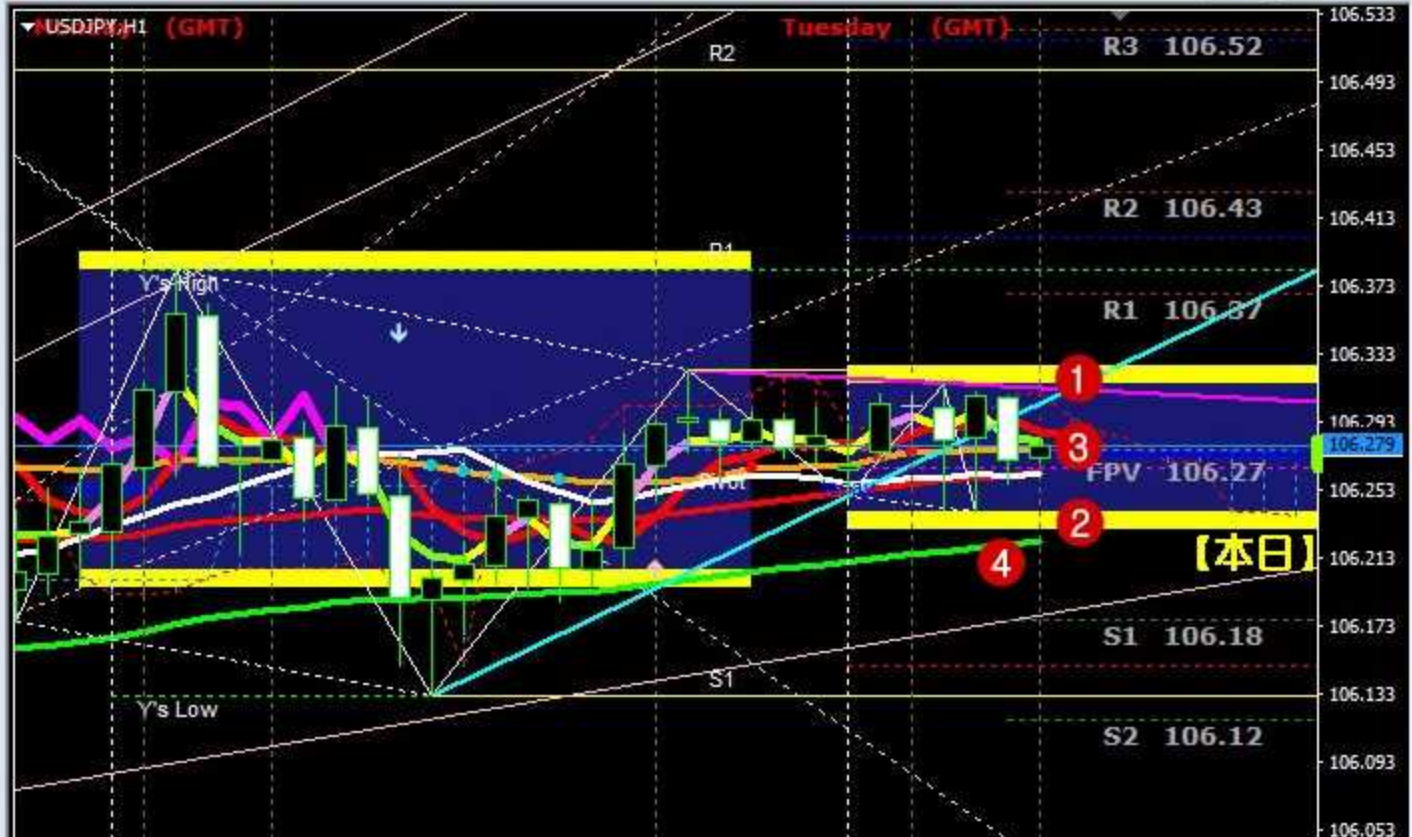 USDJPY,H1
(GMT)
Tuesday (GMT)
106.533
R2
R3 106.52
106.493
106.453
R2 106.43
106.413
R1
Y's High
106.373
R1 106.37
106.333
1
106.293
3
106.279
FPV 106.27
Pivot
106.253
2
4
【本日】
106.213
106.173
S1 106.18
S1
106.133
Y's Low
S2 106.12
106.093
106.053